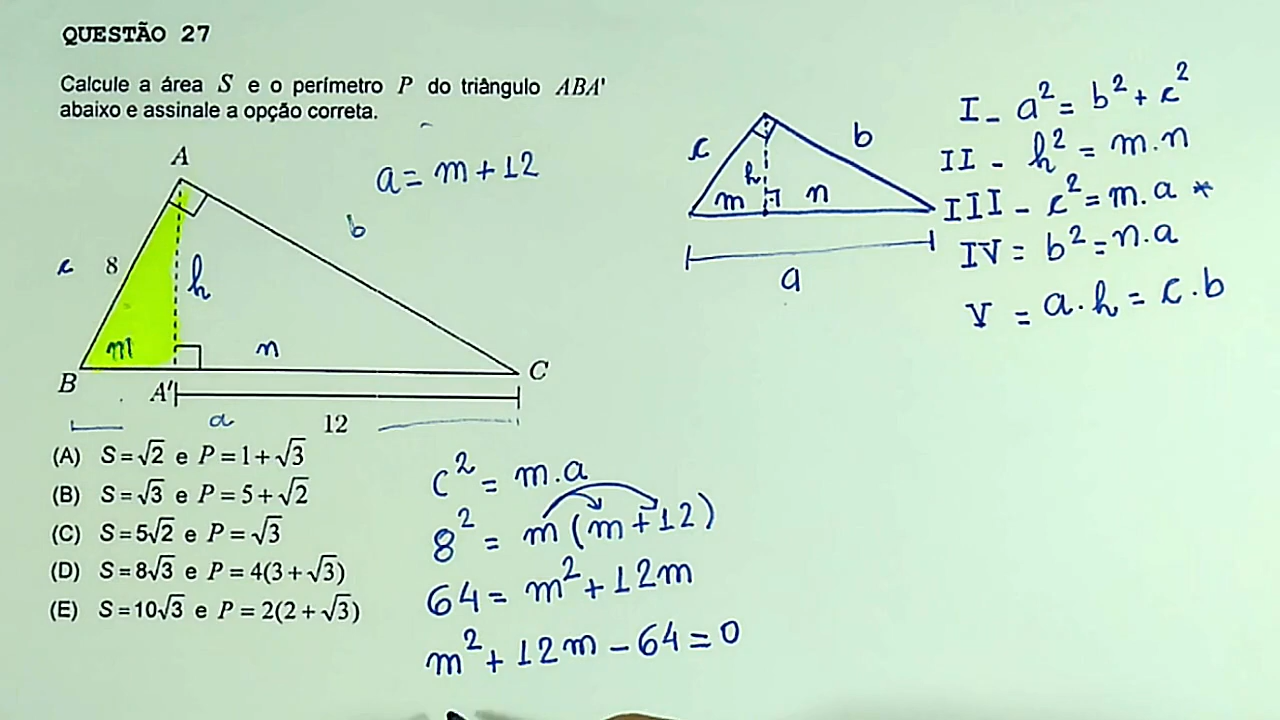 QUESTÃO 27
Calcule a área S e o perímetro P do triângulo ABA'
abaixo e assinale a opção correta.
a = m + 12
A
b
c 8
h
m
n
B
A'
C
a
12
(A) S = √2 e P = 1 + √3
(B) S = √3 e P = 5 + √2
(C) S = 5√2 e P = √3
(D) S = 8√3 e P = 4(3 + √3)
(E) S = 10√3 e P = 2(2 + √3)
c² = m.a
8² = m (m + 12)
64 = m² + 12m
m² + 12m - 64 = 0
c
b
h
m
n
a
I - a² = b² + c²
II - h² = m.n
III - c² = m.a *
IV = b² = n.a
V = a.h = c.b